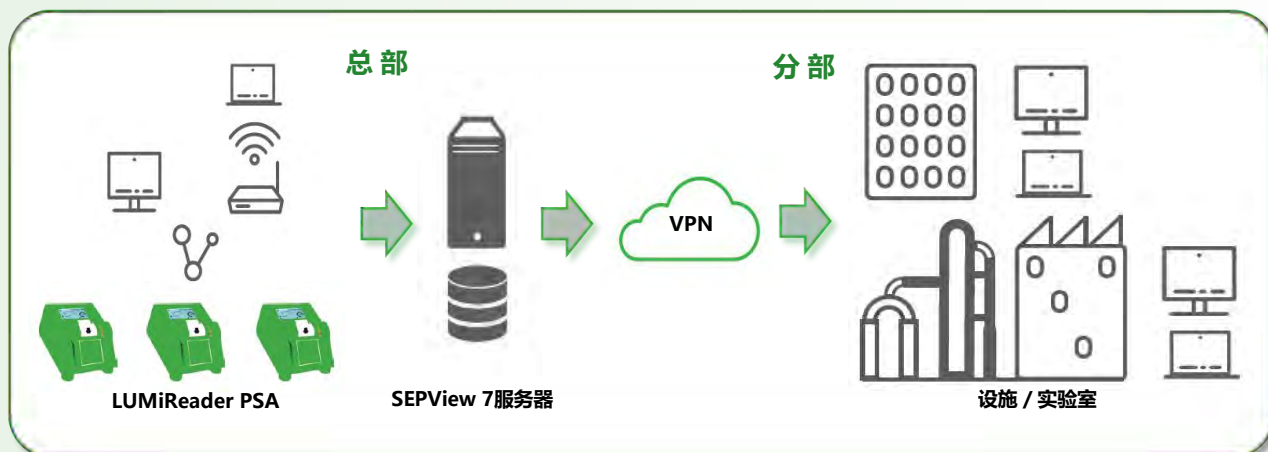 总部
分部
VPN
LUMiReader PSA
SEPView 7服务器
设施 / 实验室